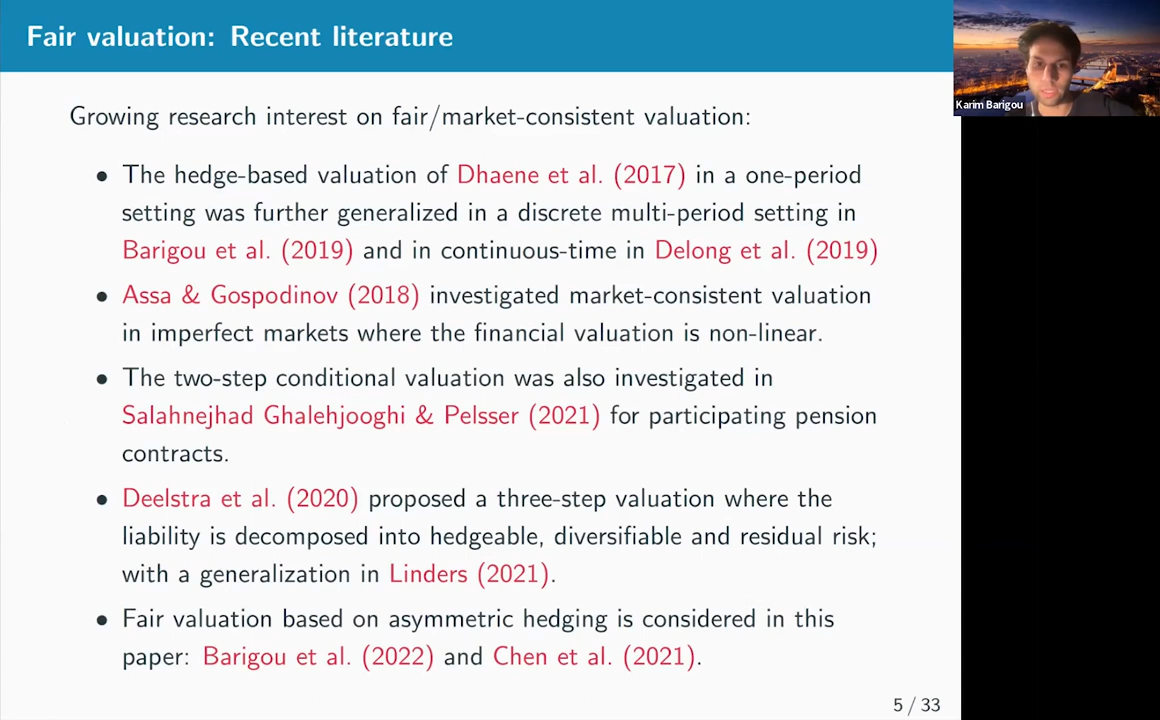 Fair valuation: Recent literature
Karim Barigou
Growing research interest on fair/market-consistent valuation:
• The hedge-based valuation of Dhaene et al. (2017) in a one-period
setting was further generalized in a discrete multi-period setting in
Barigou et al. (2019) and in continuous-time in Delong et al. (2019)
• Assa & Gospodinov (2018) investigated market-consistent valuation
in imperfect markets where the financial valuation is non-linear.
• The two-step conditional valuation was also investigated in
Salahnejhad Ghalehjooghi & Pelsser (2021) for participating pension
contracts.
• Deelstra et al. (2020) proposed a three-step valuation where the
liability is decomposed into hedgeable, diversifiable and residual risk;
with a generalization in Linders (2021).
• Fair valuation based on asymmetric hedging is considered in this
paper: Barigou et al. (2022) and Chen et al. (2021).
5 / 33